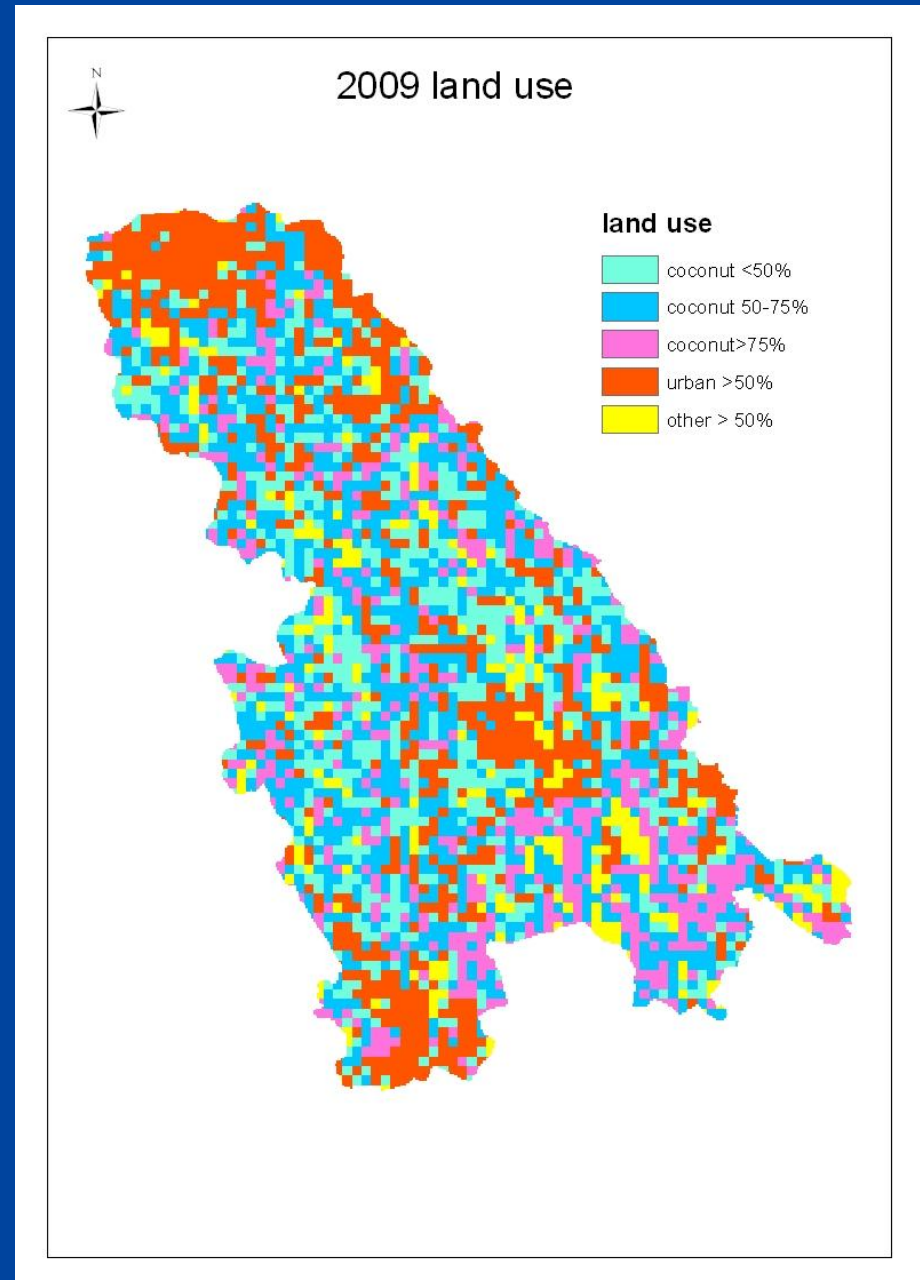 N
2009 land use
land use
coconut <50%
coconut 50-75%
coconut>75%
urban >50%
other > 50%